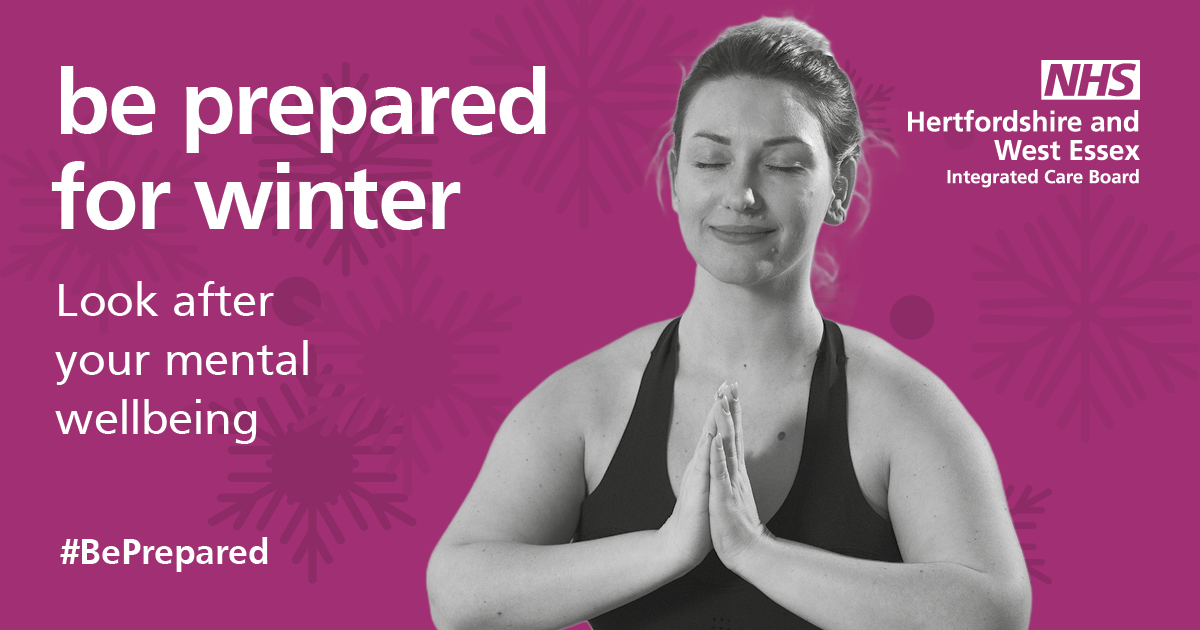 be prepared
for winter
Look after
your mental
wellbeing
#BePrepared
NHS
Hertfordshire and
West Essex
Integrated Care Board